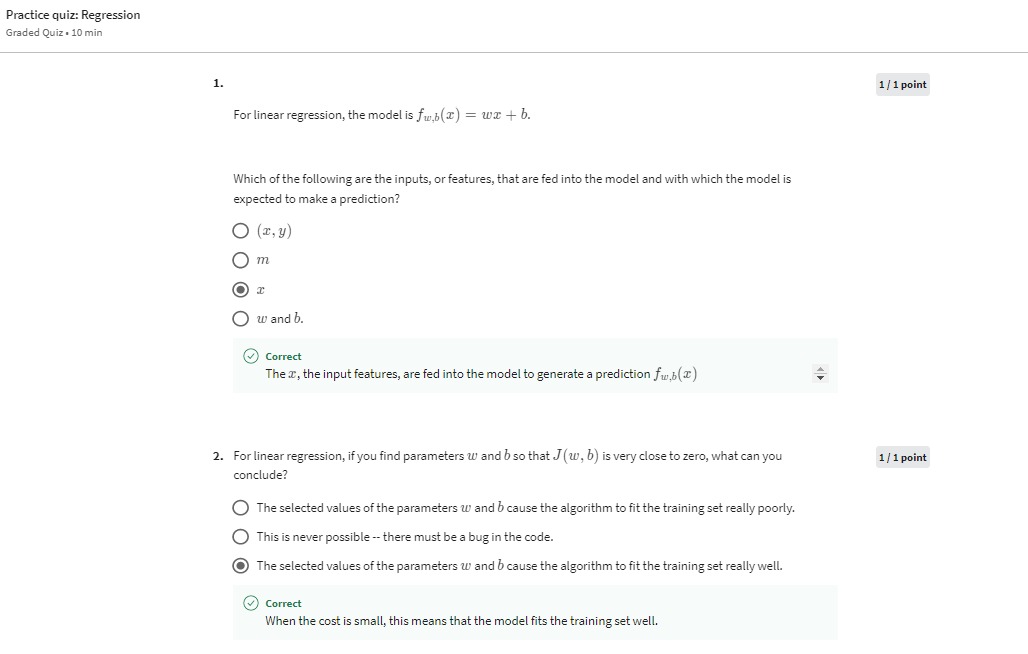 Practice quiz: Regression
Graded Quiz • 10 min
1.
1 / 1 point
For linear regression, the model is f_{w,b}(x) = wx + b.
Which of the following are the inputs, or features, that are fed into the model and with which the model is
expected to make a prediction?
(x, y)
m
x
w and b.
Correct
The x, the input features, are fed into the model to generate a prediction f_{w,b}(x)
2. For linear regression, if you find parameters w and b so that J(w, b) is very close to zero, what can you
1 / 1 point
conclude?
The selected values of the parameters w and b cause the algorithm to fit the training set really poorly.
This is never possible -- there must be a bug in the code.
The selected values of the parameters w and b cause the algorithm to fit the training set really well.
Correct
When the cost is small, this means that the model fits the training set well.